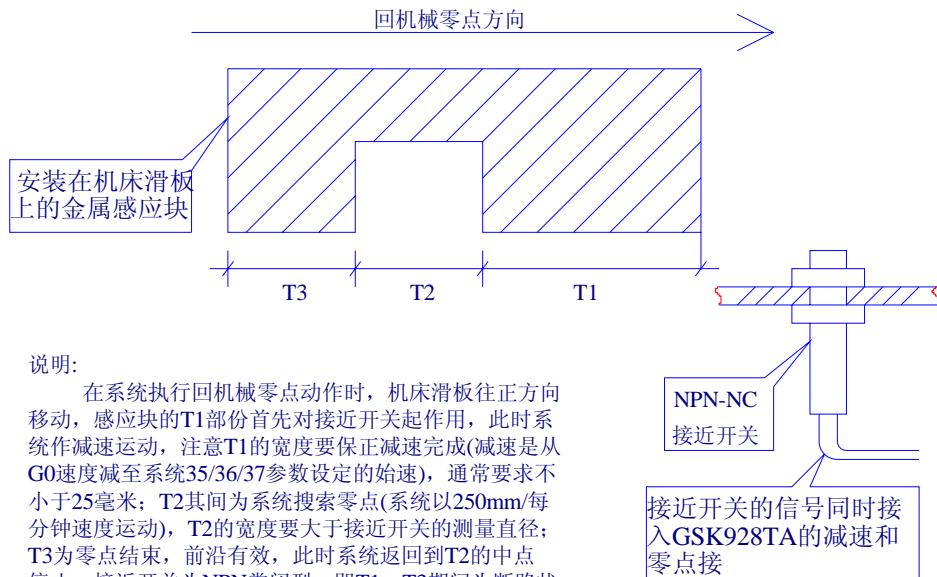 回机械零点方向
安装在机床滑板
上的金属感应块
T3 T2 T1
说明:
在系统执行回机械零点动作时，机床滑板往正方向
移动，感应块的T1部份首先对接近开关起作用，此时系
统作减速运动，注意T1的宽度要保正减速完成(减速是从
G0速度减至系统35/36/37参数设定的始速)，通常要求不
小于25毫米；T2其间为系统搜索零点(系统以250mm/每
分钟速度运动)，T2的宽度要大于接近开关的测量直径；
T3为零点结束，前沿有效，此时系统返回到T2的中点
NPN-NC
接近开关
接近开关的信号同时接
入GSK928TA的减速和
零点接